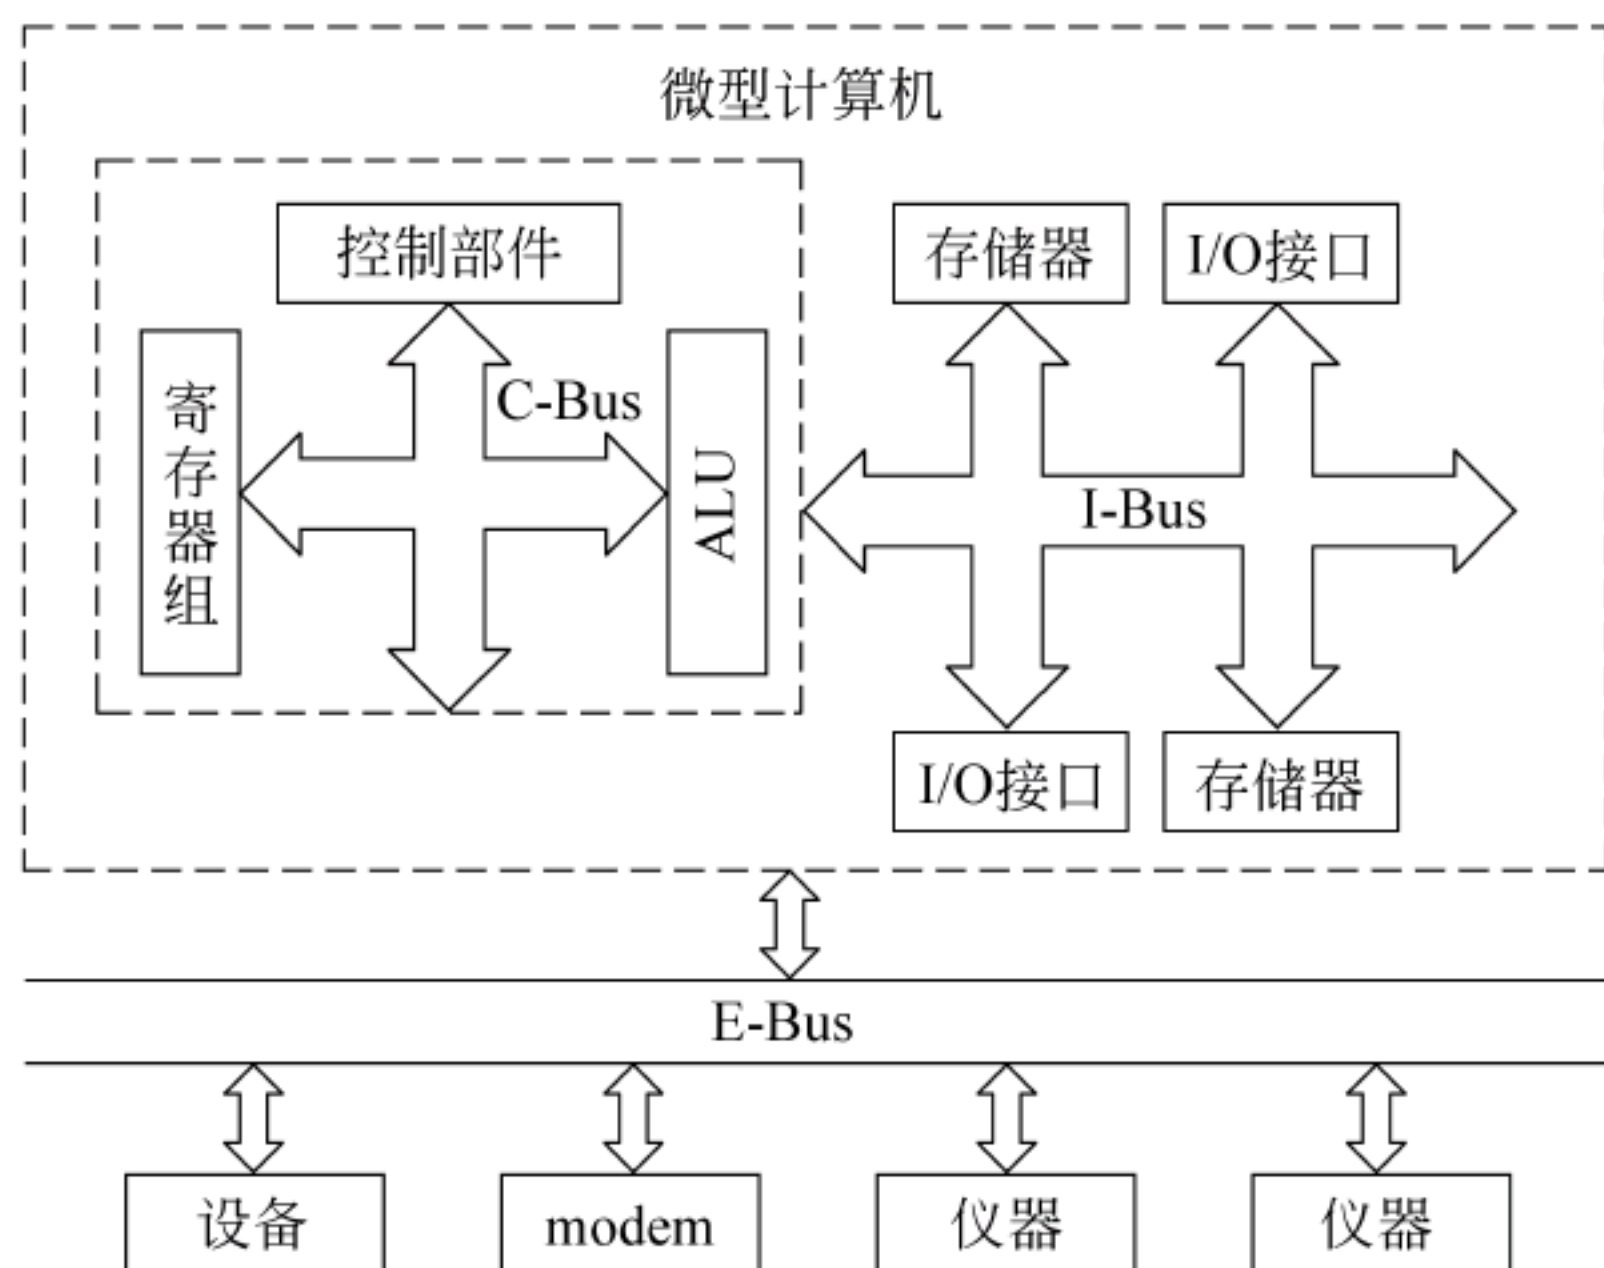 微型计算机
控制部件
存储器
I/O接口
C-Bus
寄存器组
ALU
I-Bus
I/O接口
存储器
E-Bus
设备
modem
仪器
仪器